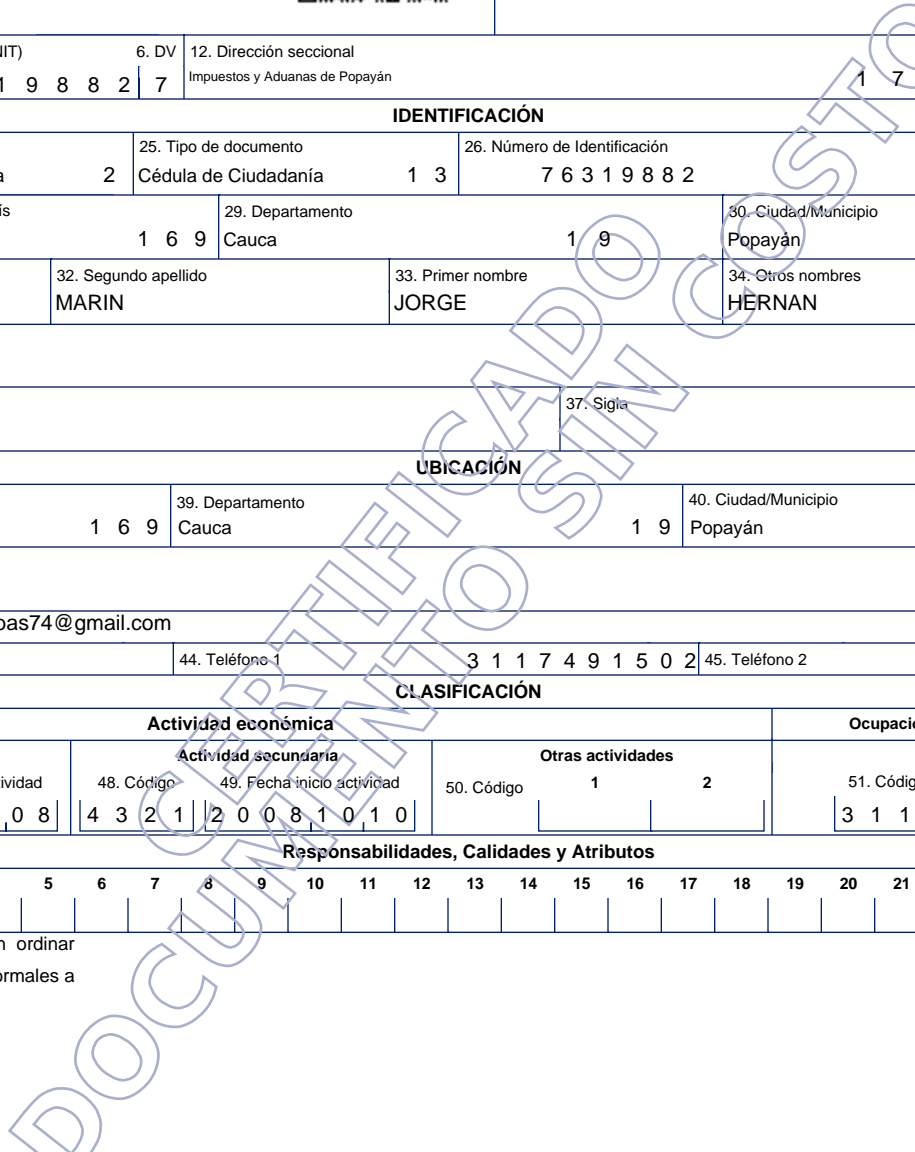 NIT) 6. DV 12. Dirección seccional
1 9 8 8 2 7 Impuestos y Aduanas de Popayán 1 7
IDENTIFICACIÓN
25. Tipo de documento 26. Número de Identificación
a 2 Cédula de Ciudadanía 1 3 7 6 3 1 9 8 8 2
ís 29. Departamento 30. Ciudad/Municipio
1 6 9 Cauca 1 9 Popayán
32. Segundo apellido 33. Primer nombre 34. Otros nombres
MARIN JORGE HERNAN
37. Sigla
UBICACIÓN
39. Departamento 40. Ciudad/Municipio
1 6 9 Cauca 1 9 Popayán
oas74@gmail.com
44. Teléfono 1 3 1 1 7 4 9 1 5 0 2 45. Teléfono 2
CLASIFICACIÓN
Actividad económica Ocupació
Actividad secundaria Otras actividades
tividad 48. Código 49. Fecha inicio actividad 50. Código 1 2 51. Códig
0 8 4 3 2 1 2 0 0 8 1 0 1 0 3 1 1
Responsabilidades, Calidades y Atributos
5 6 7 8 9 10 11 12 13 14 15 16 17 18 19 20 21
n ordinar
ormales a
CERTIFICADO
DOCUMENTO SIN COSTO